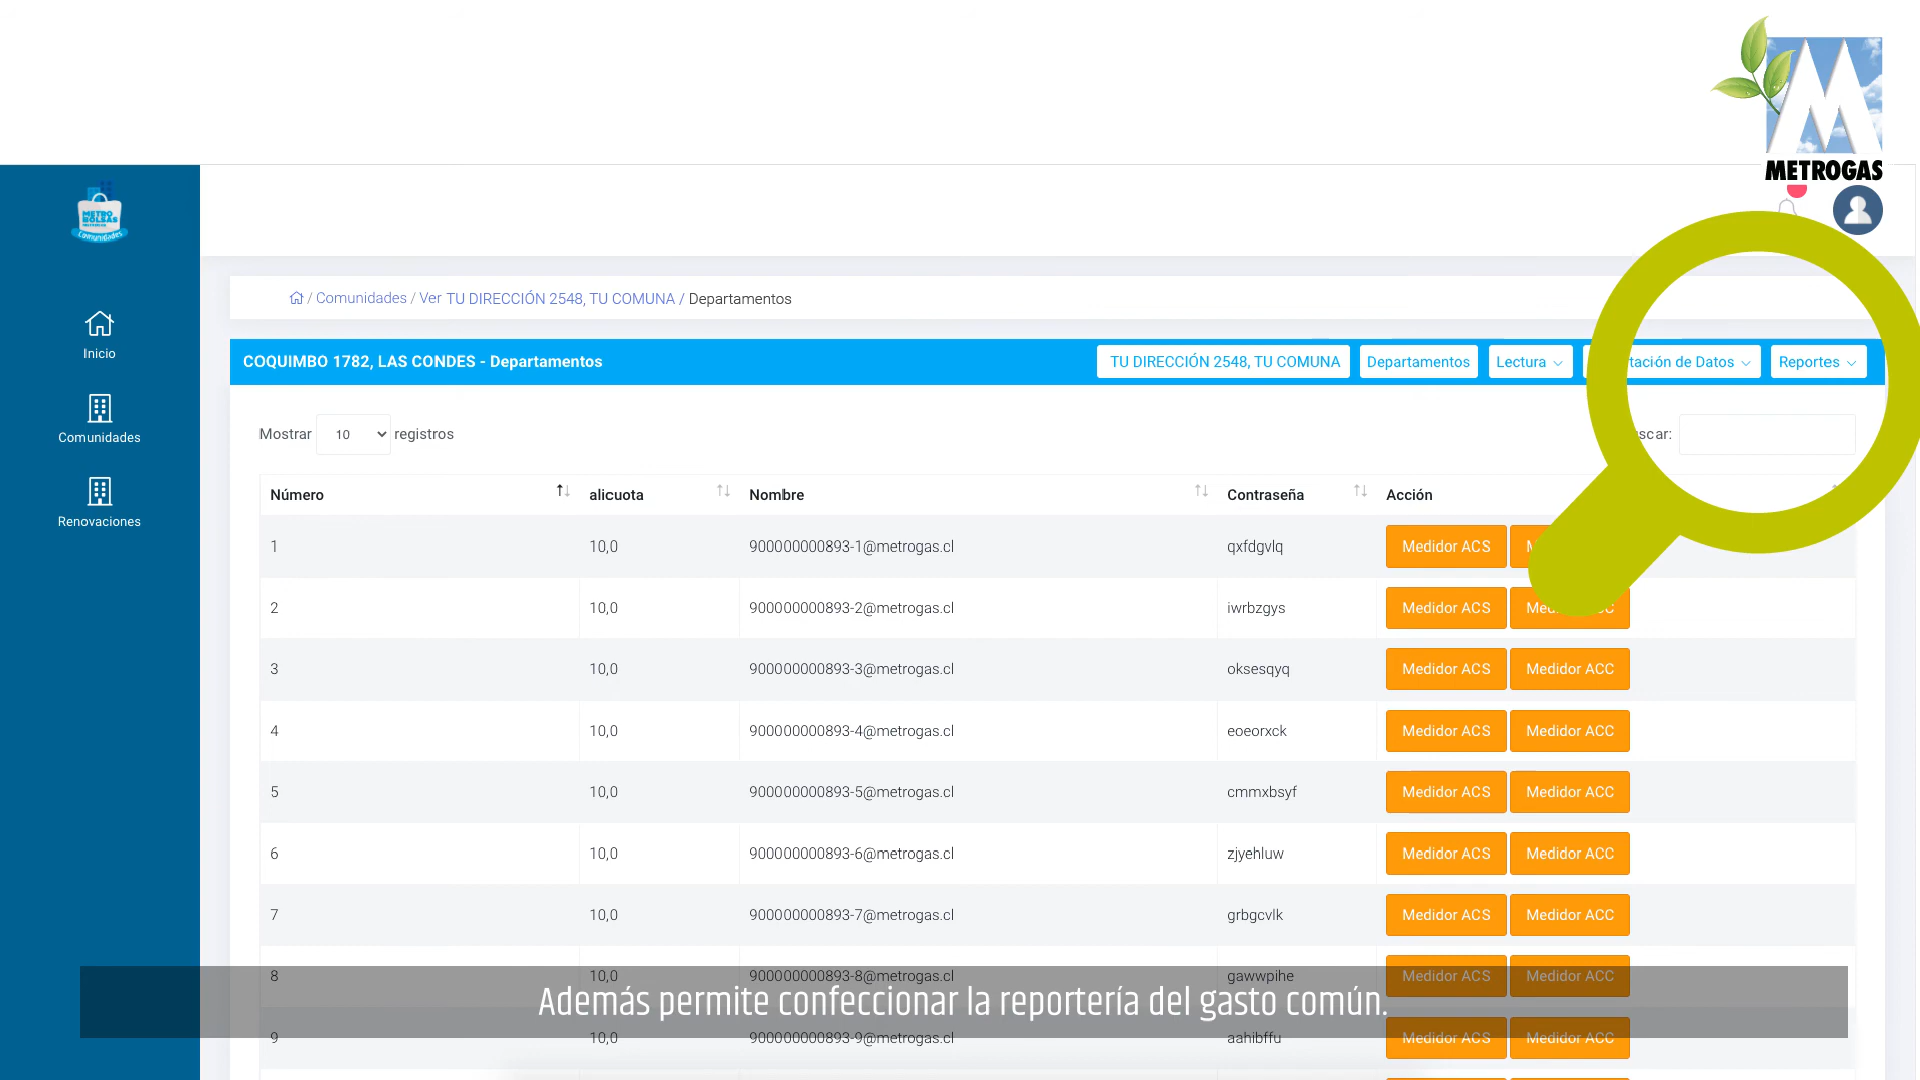 METROGAS
METRO
BOLSAS
Comunidades
Inicio
Comunidades
Renovaciones
/ Comunidades / Ver TU DIRECCIÓN 2548, TU COMUNA / Departamentos
COQUIMBO 1782, LAS CONDES - Departamentos
TU DIRECCIÓN 2548, TU COMUNA
Departamentos
Lectura
tación de Datos
Reportes
Mostrar 10 registros
scar:
Número alicuota Nombre Contraseña Acción
1 10,0 900000000893-1@metrogas.cl qxfdgvlq Medidor ACS M
2 10,0 900000000893-2@metrogas.cl iwrbzgys Medidor ACS Medidor ACC
3 10,0 900000000893-3@metrogas.cl oksesqyq Medidor ACS Medidor ACC
4 10,0 900000000893-4@metrogas.cl eoeorxck Medidor ACS Medidor ACC
5 10,0 900000000893-5@metrogas.cl cmmxbsyf Medidor ACS Medidor ACC
6 10,0 900000000893-6@metrogas.cl zjyehluw Medidor ACS Medidor ACC
7 10,0 900000000893-7@metrogas.cl grbgcvlk Medidor ACS Medidor ACC
8 10,0 900000000893-8@metrogas.cl gawwpihe Medidor ACS Medidor ACC
Además permite confeccionar la reportería del gasto común.
9 10,0 900000000893-9@metrogas.cl aahibffu Medidor ACS Medidor ACC